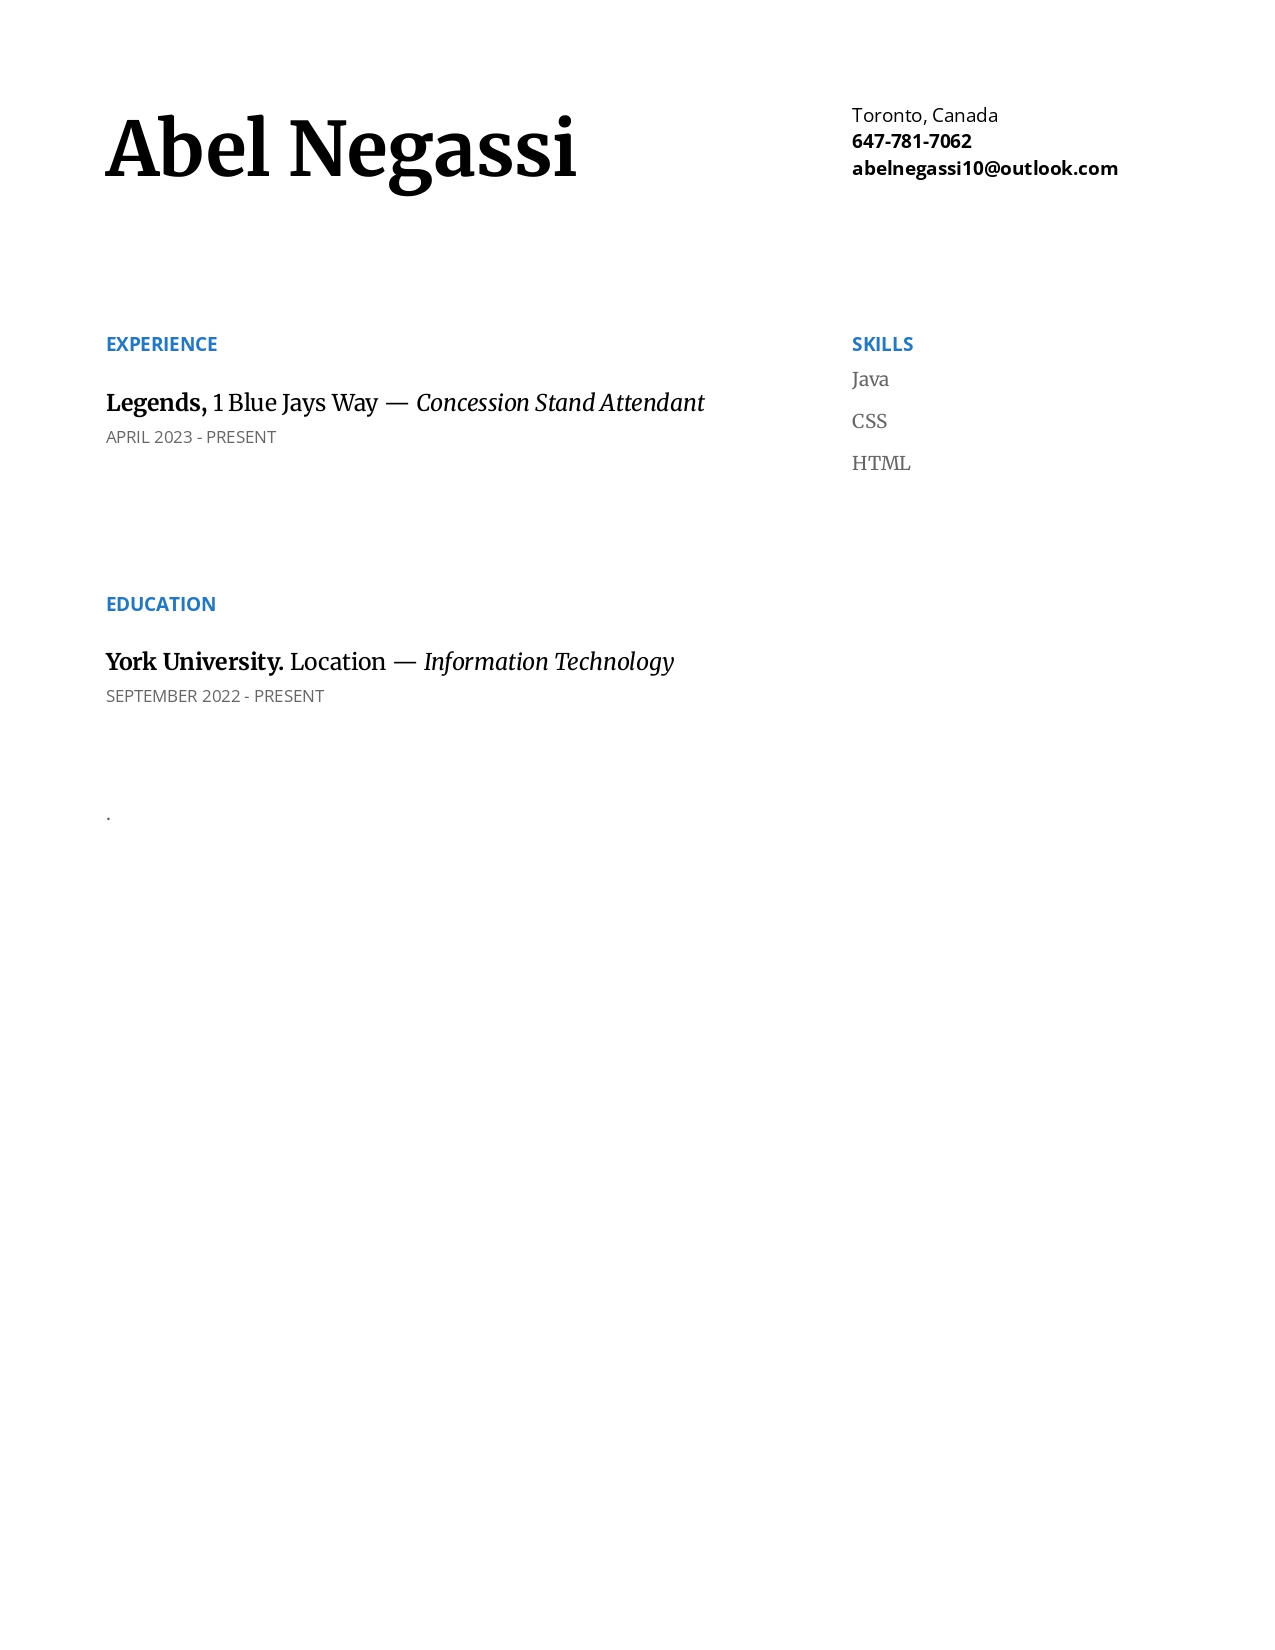 Abel Negassi
Toronto, Canada
647-781-7062
abelnegassi10@outlook.com
EXPERIENCE
Legends, 1 Blue Jays Way — Concession Stand Attendant
APRIL 2023 - PRESENT
EDUCATION
York University. Location — Information Technology
SEPTEMBER 2022 - PRESENT
.
SKILLS
Java
CSS
HTML